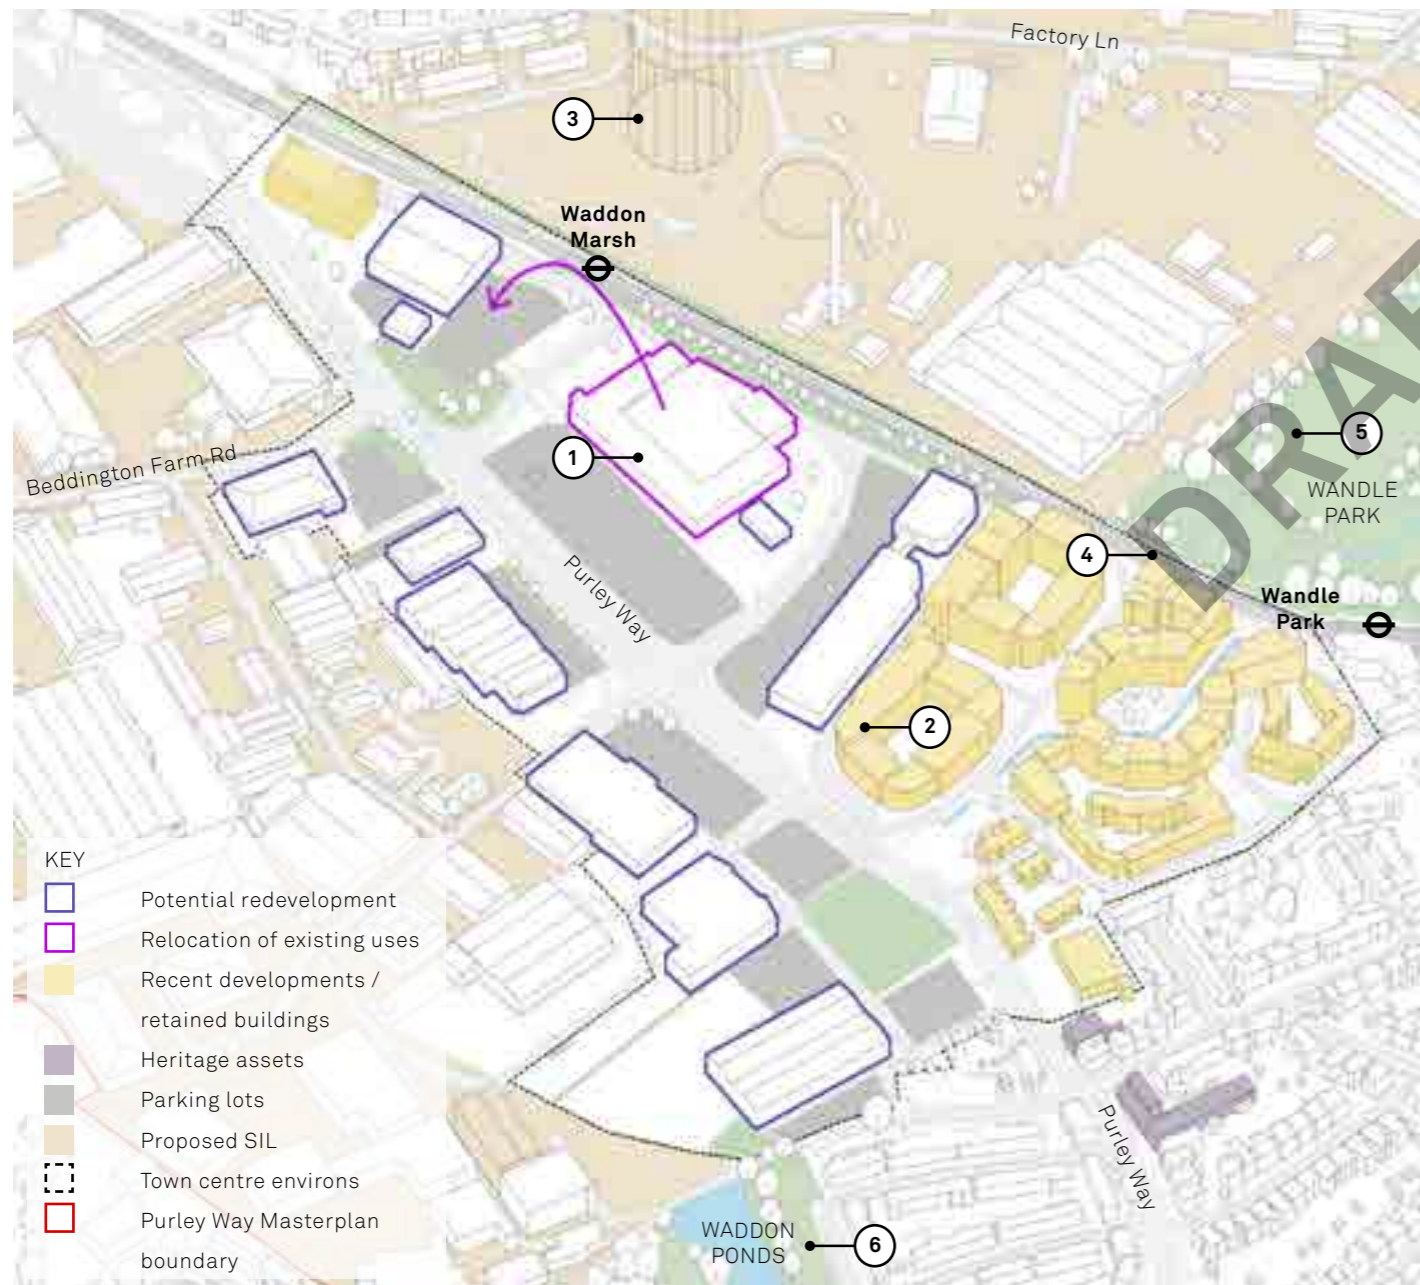 Factory Ln
3
Waddon
Marsh
5
WANDLE
PARK
1
Beddington Farm Rd
4
Purley Way
Wandle
Park
2
DRAF
KEY
Potential redevelopment
Relocation of existing uses
Recent developments /
retained buildings
Heritage assets
Parking lots
Proposed SIL
Town centre environs
Purley Way Masterplan
boundary
Purley Way
WADDON
PONDS
6